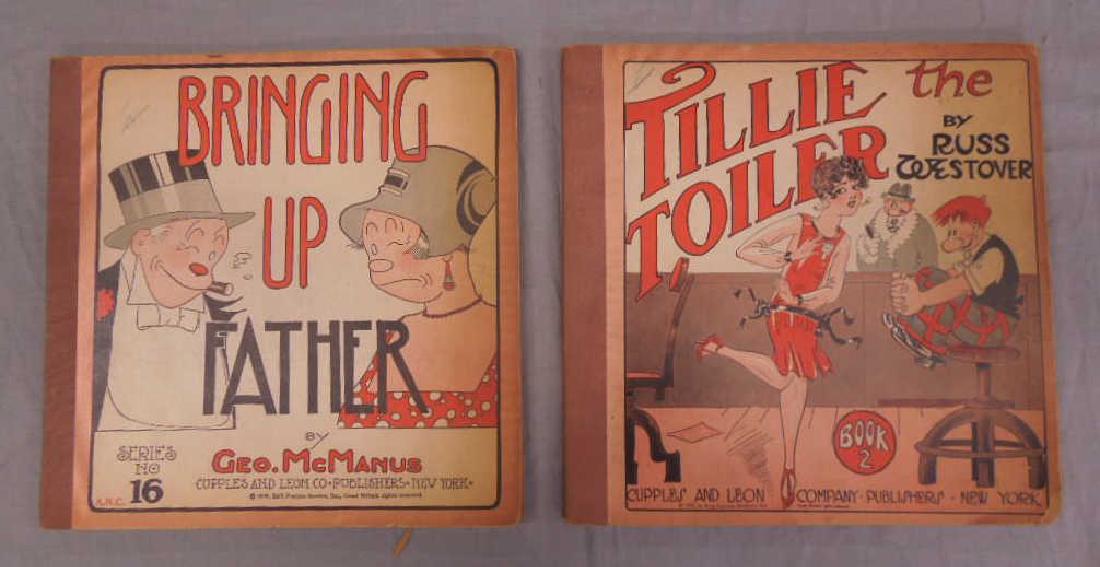 BRINGING
UP
FATHER
BY
GEO. McMANUS
SERIES
NO
16
CUPPLES AND LEON CO • PUBLISHERS • NEW YORK •
TILLIE the
TOILER
BY
RUSS
WESTOVER
BOOK
2
CUPPLES AND LEON COMPANY • PUBLISHERS • NEW YORK